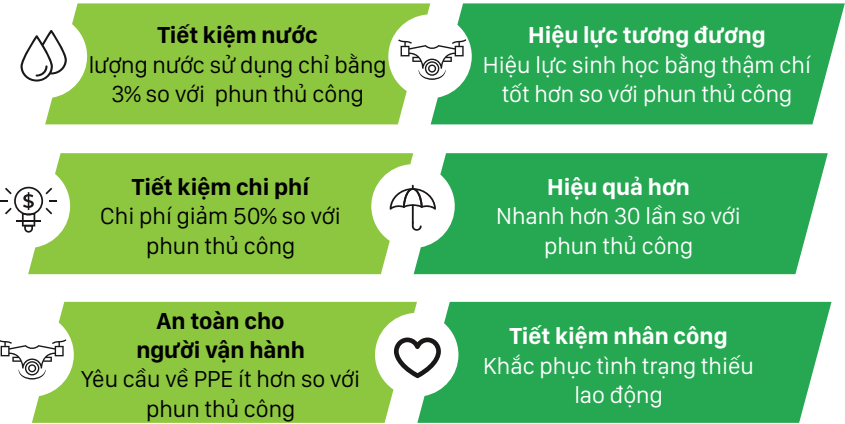 Tiết kiệm nước
lượng nước sử dụng chỉ bằng
3% so với phun thủ công
Hiệu lực tương đương
Hiệu lực sinh học bằng thậm chí
tốt hơn so với phun thủ công
Tiết kiệm chi phí
Chi phí giảm 50% so với
phun thủ công
Hiệu quả hơn
Nhanh hơn 30 lần so với
phun thủ công
An toàn cho
người vận hành
Yêu cầu về PPE ít hơn so với
phun thủ công
Tiết kiệm nhân công
Khắc phục tình trạng thiếu
lao động